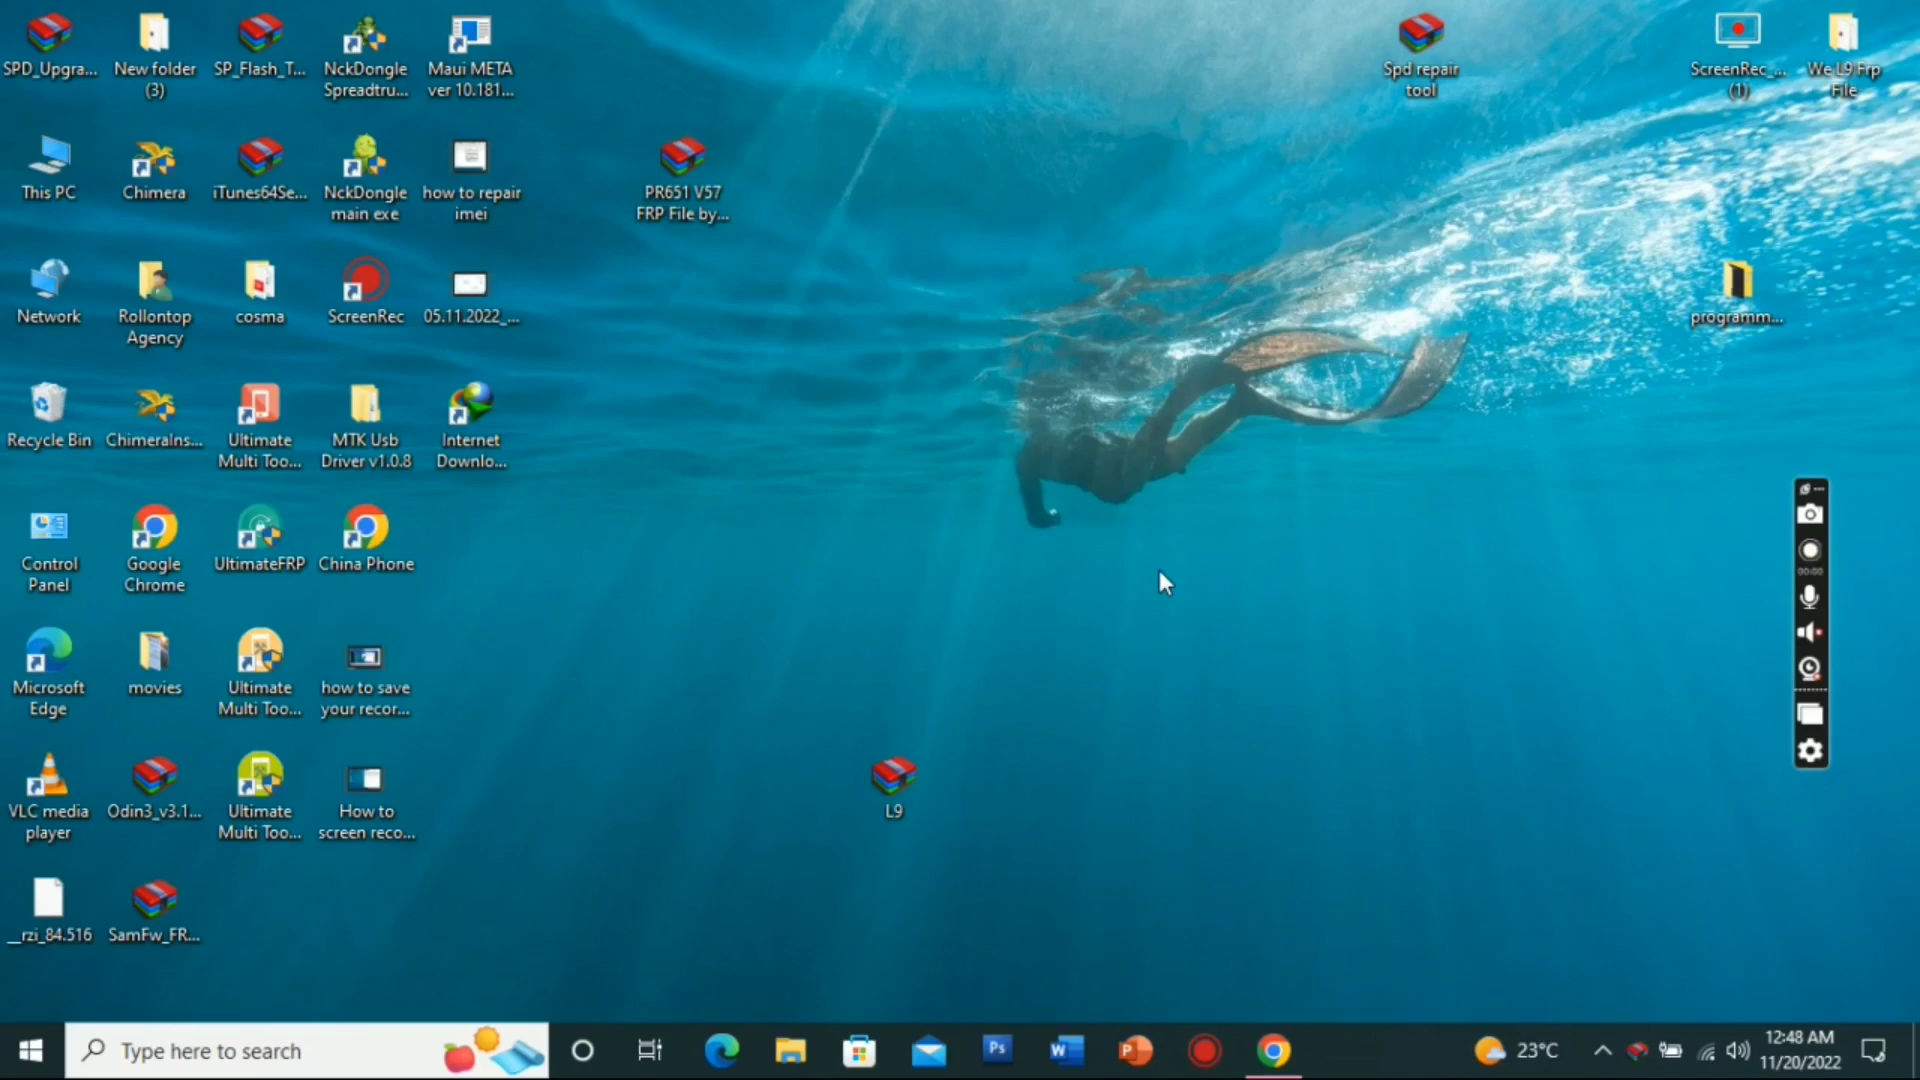 SPD_Upgra...
New folder
(3)
SP_Flash_T...
NckDongle
Spreadtru...
Maui META
ver 10.181...
Spd repair
tool
ScreenRec_...
(1)
We L9 Frp
File
This PC
Chimera
iTunes64Se...
NckDongle
main exe
how to repair
imei
PR651 V57
FRP File by...
Network
Rollontop
Agency
cosma
ScreenRec
05.11.2022_...
programm...
Recycle Bin
ChimeraIns...
Ultimate
Multi Too...
MTK Usb
Driver v1.0.8
Internet
Downlo...
Control
Panel
Google
Chrome
UltimateFRP
China Phone
00:00
Microsoft
Edge
movies
Ultimate
Multi Too...
how to save
your recor...
VLC media
player
Odin3_v3.1...
Ultimate
Multi Too...
How to
screen reco...
L9
__rzi_84.516
SamFw_FR...
Type here to search
Ps
W
P
23°C
12:48 AM
11/20/2022